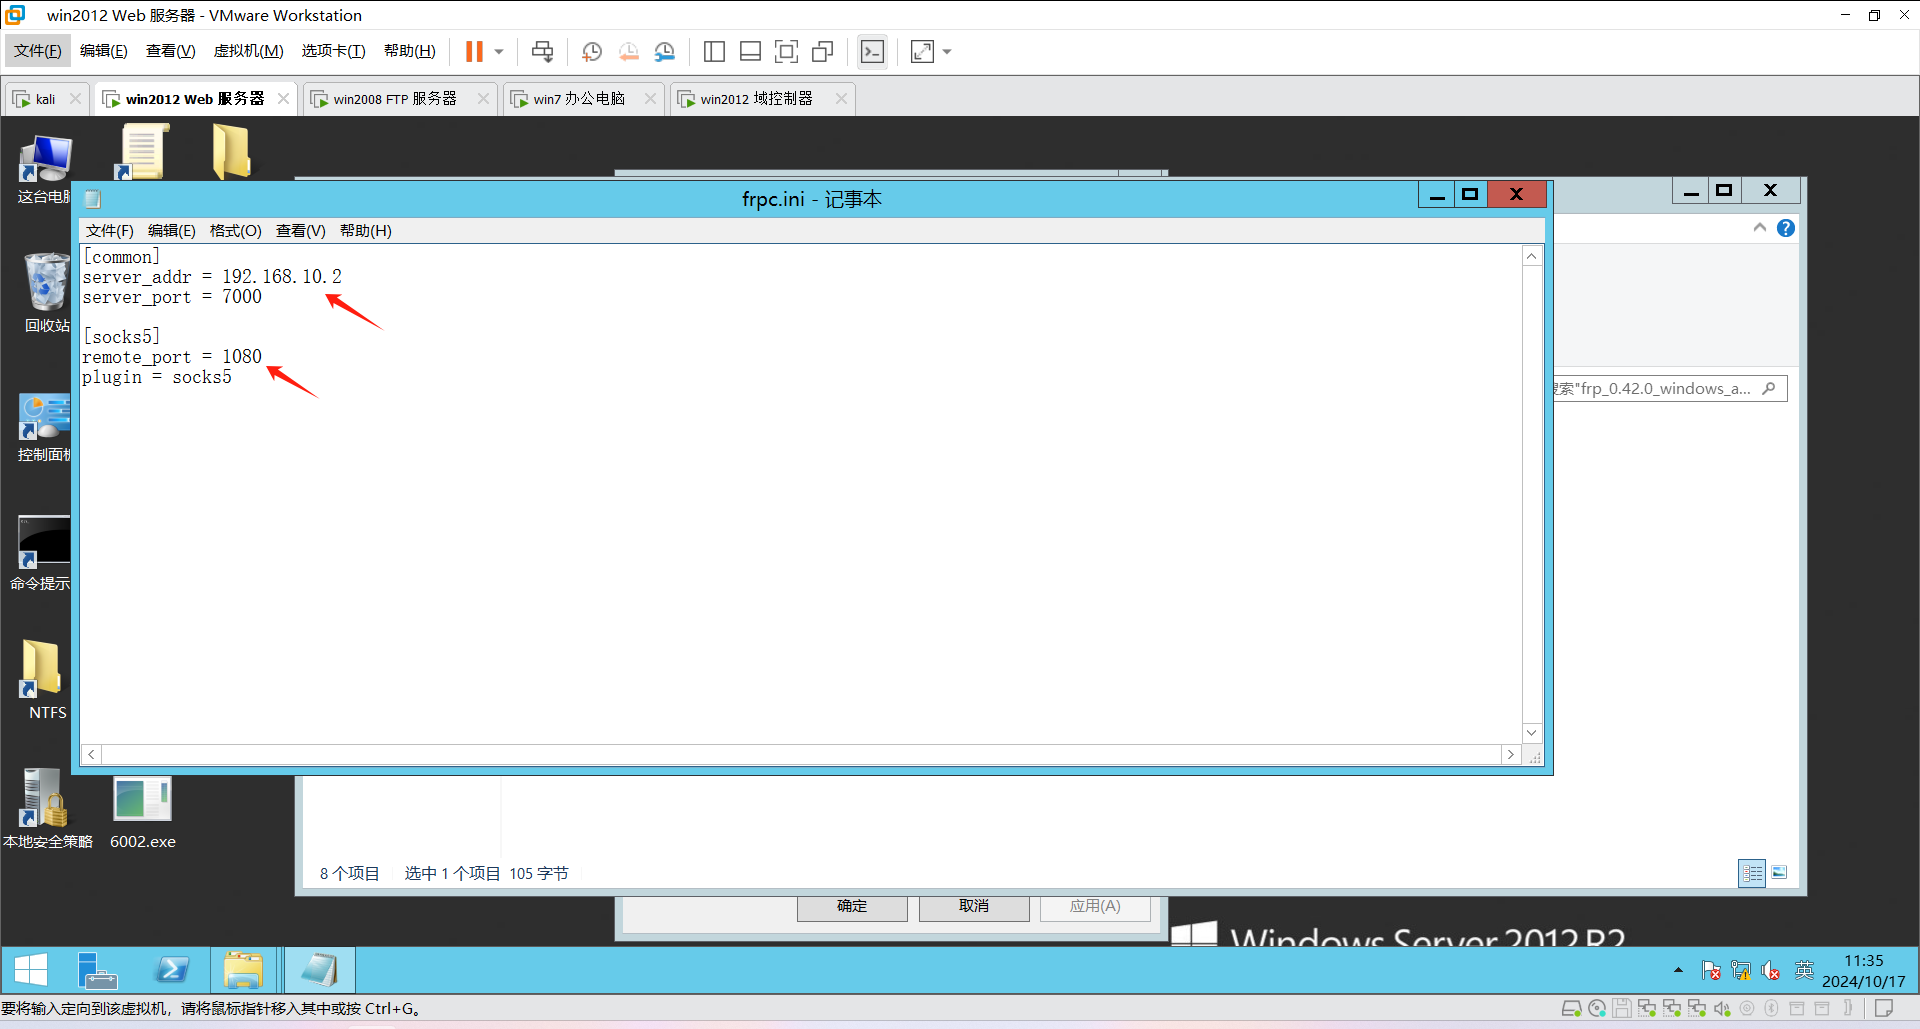 win2012 Web 服务器 - VMware Workstation
文件(F) 编辑(E) 查看(V) 虚拟机(M) 选项卡(T) 帮助(H)
kali
win2012 Web 服务器
win2008 FTP 服务器
win7 办公电脑
win2012 域控制器
这台电脑
回收站
控制面板
命令提示
NTFS
本地安全策略
6002.exe
frpc.ini - 记事本
文件(F) 编辑(E) 格式(O) 查看(V) 帮助(H)
[common]
server_addr = 192.168.10.2
server_port = 7000
[socks5]
remote_port = 1080
plugin = socks5
搜索"frp_0.42.0_windows_a...
8 个项目 选中 1 个项目 105 字节
确定 取消 应用(A)
Windows Server 2012 R2
英
11:35
2024/10/17
要将输入定向到该虚拟机，请将鼠标指针移入其中或按 Ctrl+G。